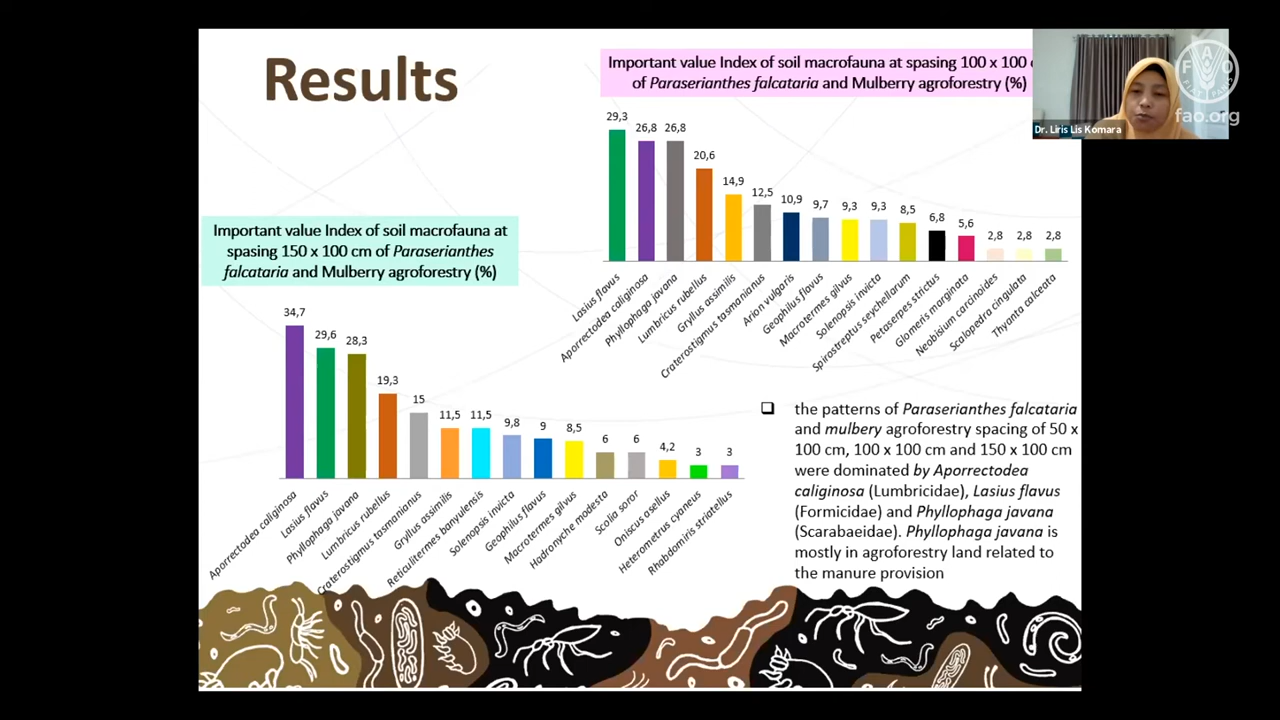 Results
Important value Index of soil macrofauna at spasing 100 x 100
of Paraserianthes falcataria and Mulberry agroforestry (%)
29,3
26,8
26,8
20,6
14,9
12,5
10,9
9,7
9,3
9,3
8,5
6,8
5,6
2,8
2,8
2,8
Lasius flavus
Aporrectodea caliginosa
Phyllophaga javana
Lumbricus rubellus
Gryllus assimilis
Craterostigmus tasmanianus
Arion vulgaris
Geophilus flavus
Macrotermes gilvus
Solenopsis invicta
Spirostreptus seychellarum
Petaserpes strictus
Glomeris marginata
Neobisium carcinoides
Scalopedra cingulata
Thyanta calceata
Dr. Liris Lis Komara
FAO
FIAT PANIS
fao.org
Important value Index of soil macrofauna at
spasing 150 x 100 cm of Paraserianthes
falcataria and Mulberry agroforestry (%)
34,7
29,6
28,3
19,3
15
11,5
11,5
9,8
9
8,5
6
6
4,2
3
3
Aporrectodea caliginosa
Lasius flavus
Phyllophaga javana
Lumbricus rubellus
Craterostigmus tasmanianus
Gryllus assimilis
Reticulitermes banyulensis
Solenopsis invicta
Geophilus flavus
Macrotermes gilvus
Hodronyche modesta
Scolia soror
Oniscus asellus
Heterometrus cyaneus
Rhabdomiris striatellus
the patterns of Paraserianthes falcataria
and mulbery agroforestry spacing of 50 x
100 cm, 100 x 100 cm and 150 x 100 cm
were dominated by Aporrectodea
caliginosa (Lumbricidae), Lasius flavus
(Formicidae) and Phyllophaga javana
(Scarabaeidae). Phyllophaga javana is
mostly in agroforestry land related to
the manure provision